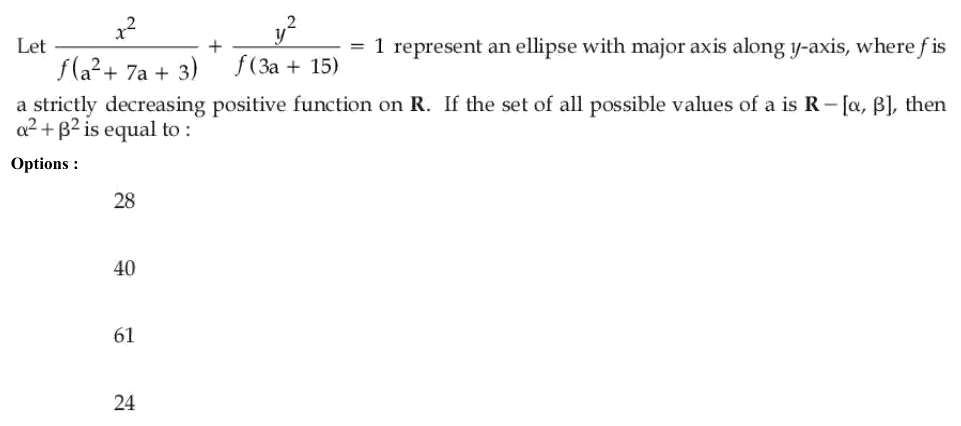 Let x²/f(a² + 7a + 3) + y²/f(3a + 15) = 1 represent an ellipse with major axis along y-axis, where f is
a strictly decreasing positive function on R. If the set of all possible values of a is R – [α, β], then
α² + β² is equal to :
Options :
28
40
61
24